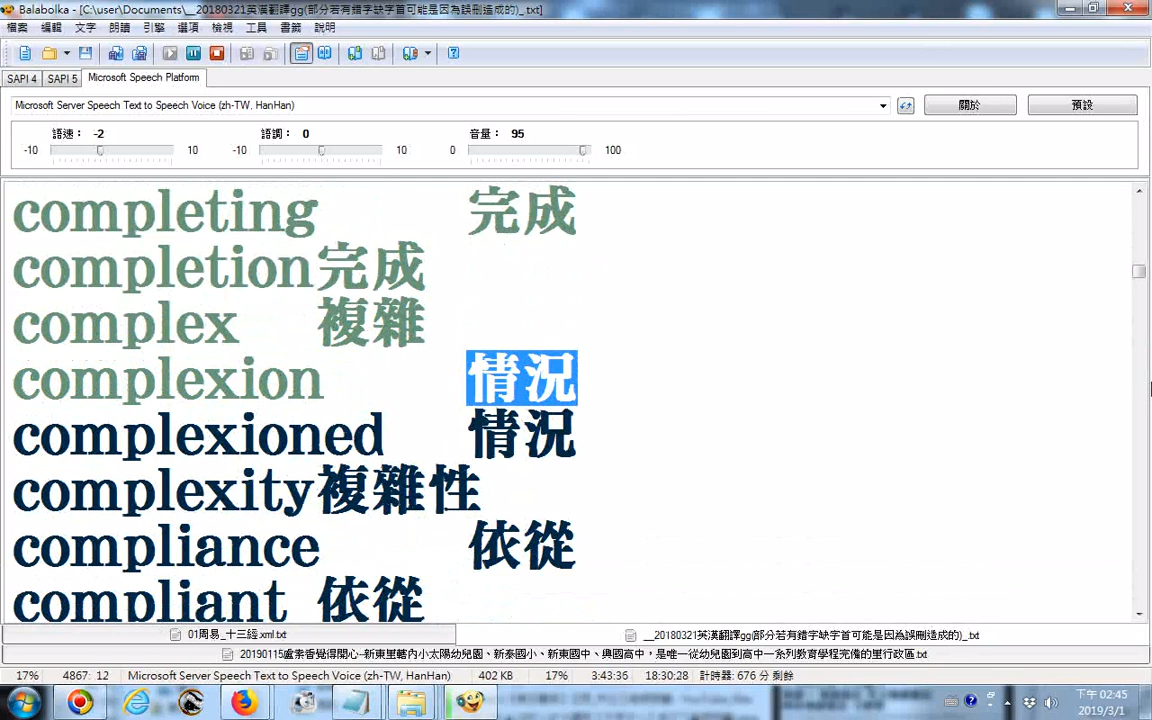 Balabolka - [C:\user\Documents\__20180321英漢翻譯gg(部分若有錯字缺字首可能是因為誤刪造成的)_.txt]
檔案 編輯 文字 朗讀 引擎 選項 檢視 工具 書籤 說明
SAPI 4 SAPI 5 Microsoft Speech Platform
Microsoft Server Speech Text to Speech Voice (zh-TW, HanHan) 關於 預設
語速： -2 語調： 0 音量： 95
-10 10 -10 10 0 100
completing 完成
completion完成
complex 複雜
complexion 情況
complexioned 情況
complexity複雜性
compliance 依從
compliant 依從
01周易_十三經.xml.txt __20180321英漢翻譯gg(部分若有錯字缺字首可能是因為誤刪造成的)_.txt
20190115盧素香覺得開心--新東里轄內小太陽幼兒園、新泰國小、新東國中、興國高中，是唯一從幼兒園到高中一系列教育學程完備的里行政區.txt
17% 4867: 12 Microsoft Server Speech Text to Speech Voice (zh-TW, HanHan) 402 KB 17% 3:43:36 18:30:28 計時器: 676 分 剩餘
下午 02:45
2019/3/1